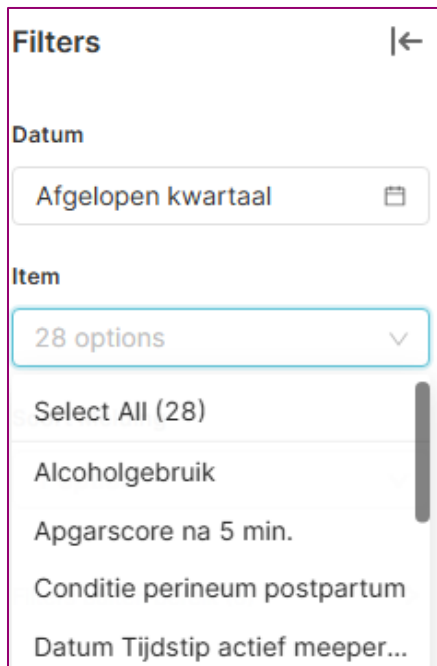 Filters
Datum
Afgelopen kwartaal
Item
28 options
Select All (28)
Alcoholgebruik
Apgarscore na 5 min.
Conditie perineum postpartum
Datum Tijdstip actief meeper...